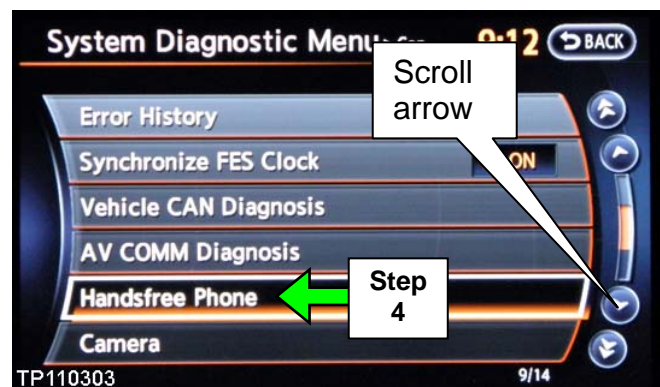 System Diagnostic Menu
9:12
BACK
Scroll
arrow
Error History
Synchronize FES Clock
ON
Vehicle CAN Diagnosis
AV COMM Diagnosis
Handsfree Phone
Step
4
Camera
TP110303
9/14